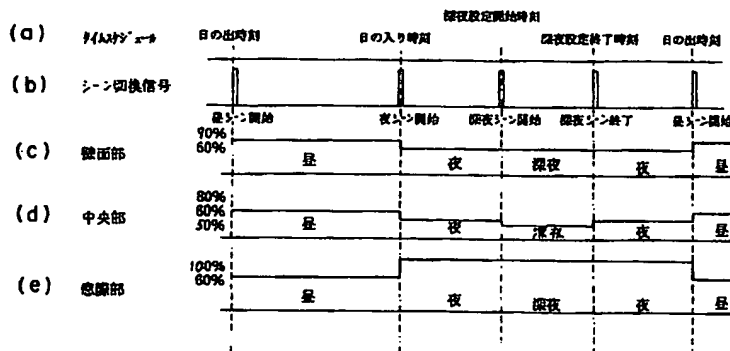 深夜設定開始時刻
(a) タイムスケジュール 日の出時刻 日の入り時刻 深夜設定終了時刻 日の出時刻
(b) シーン切換信号
昼シーン開始 夜シーン開始 深夜シーン開始 深夜シーン終了 昼シーン開始
90%
(c) 壁面部 60%
昼 夜 深夜 夜 昼
80%
(d) 中央部 60%
50% 昼 夜 深夜 夜 昼
100%
(e) 窓際部 60%
昼 夜 深夜 夜 昼